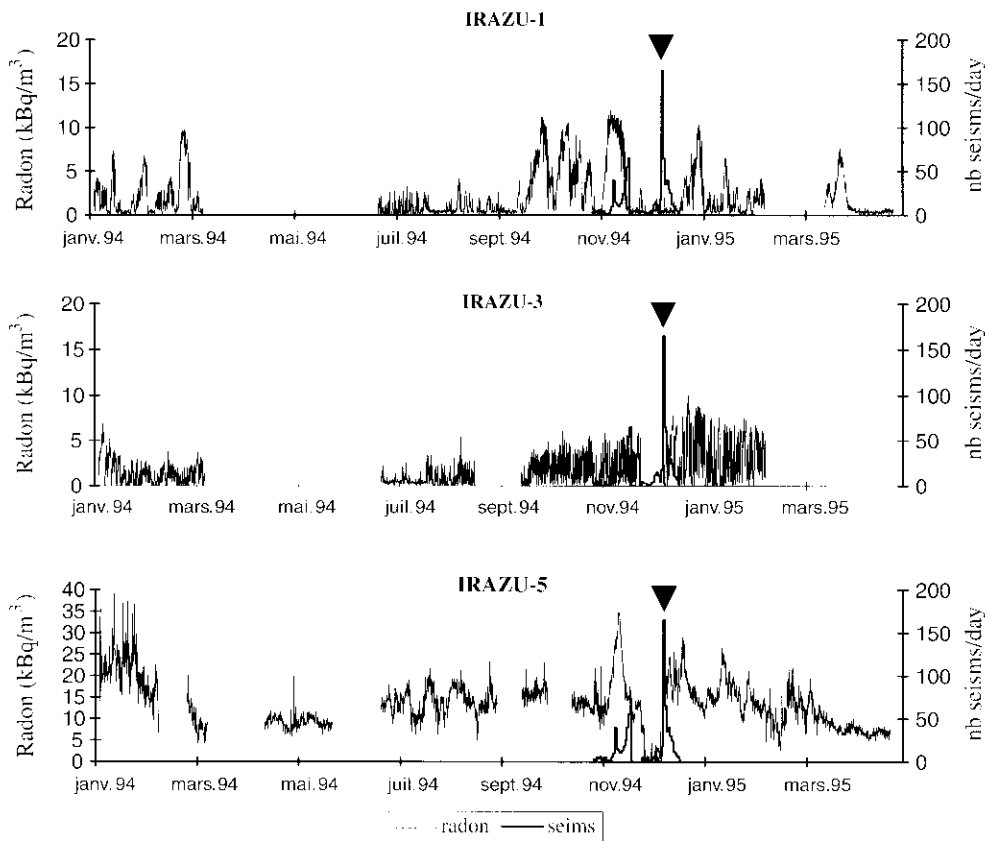 IRAZU-1
Radon (kBq/m³)
20
15
10
5
0
200
150
100
50
0
nb seisms/day
janv.94 mars.94 mai.94 juil.94 sept.94 nov.94 janv.95 mars.95
IRAZU-3
Radon (kBq/m³)
20
15
10
5
0
200
150
100
50
0
nb seisms/day
janv.94 mars.94 mai.94 juil.94 sept.94 nov.94 janv.95 mars.95
IRAZU-5
Radon (kBq/m³)
40
35
30
25
20
15
10
5
0
200
150
100
50
0
nb seisms/day
janv.94 mars.94 mai.94 juil.94 sept.94 nov.94 janv.95 mars.95
radon seims